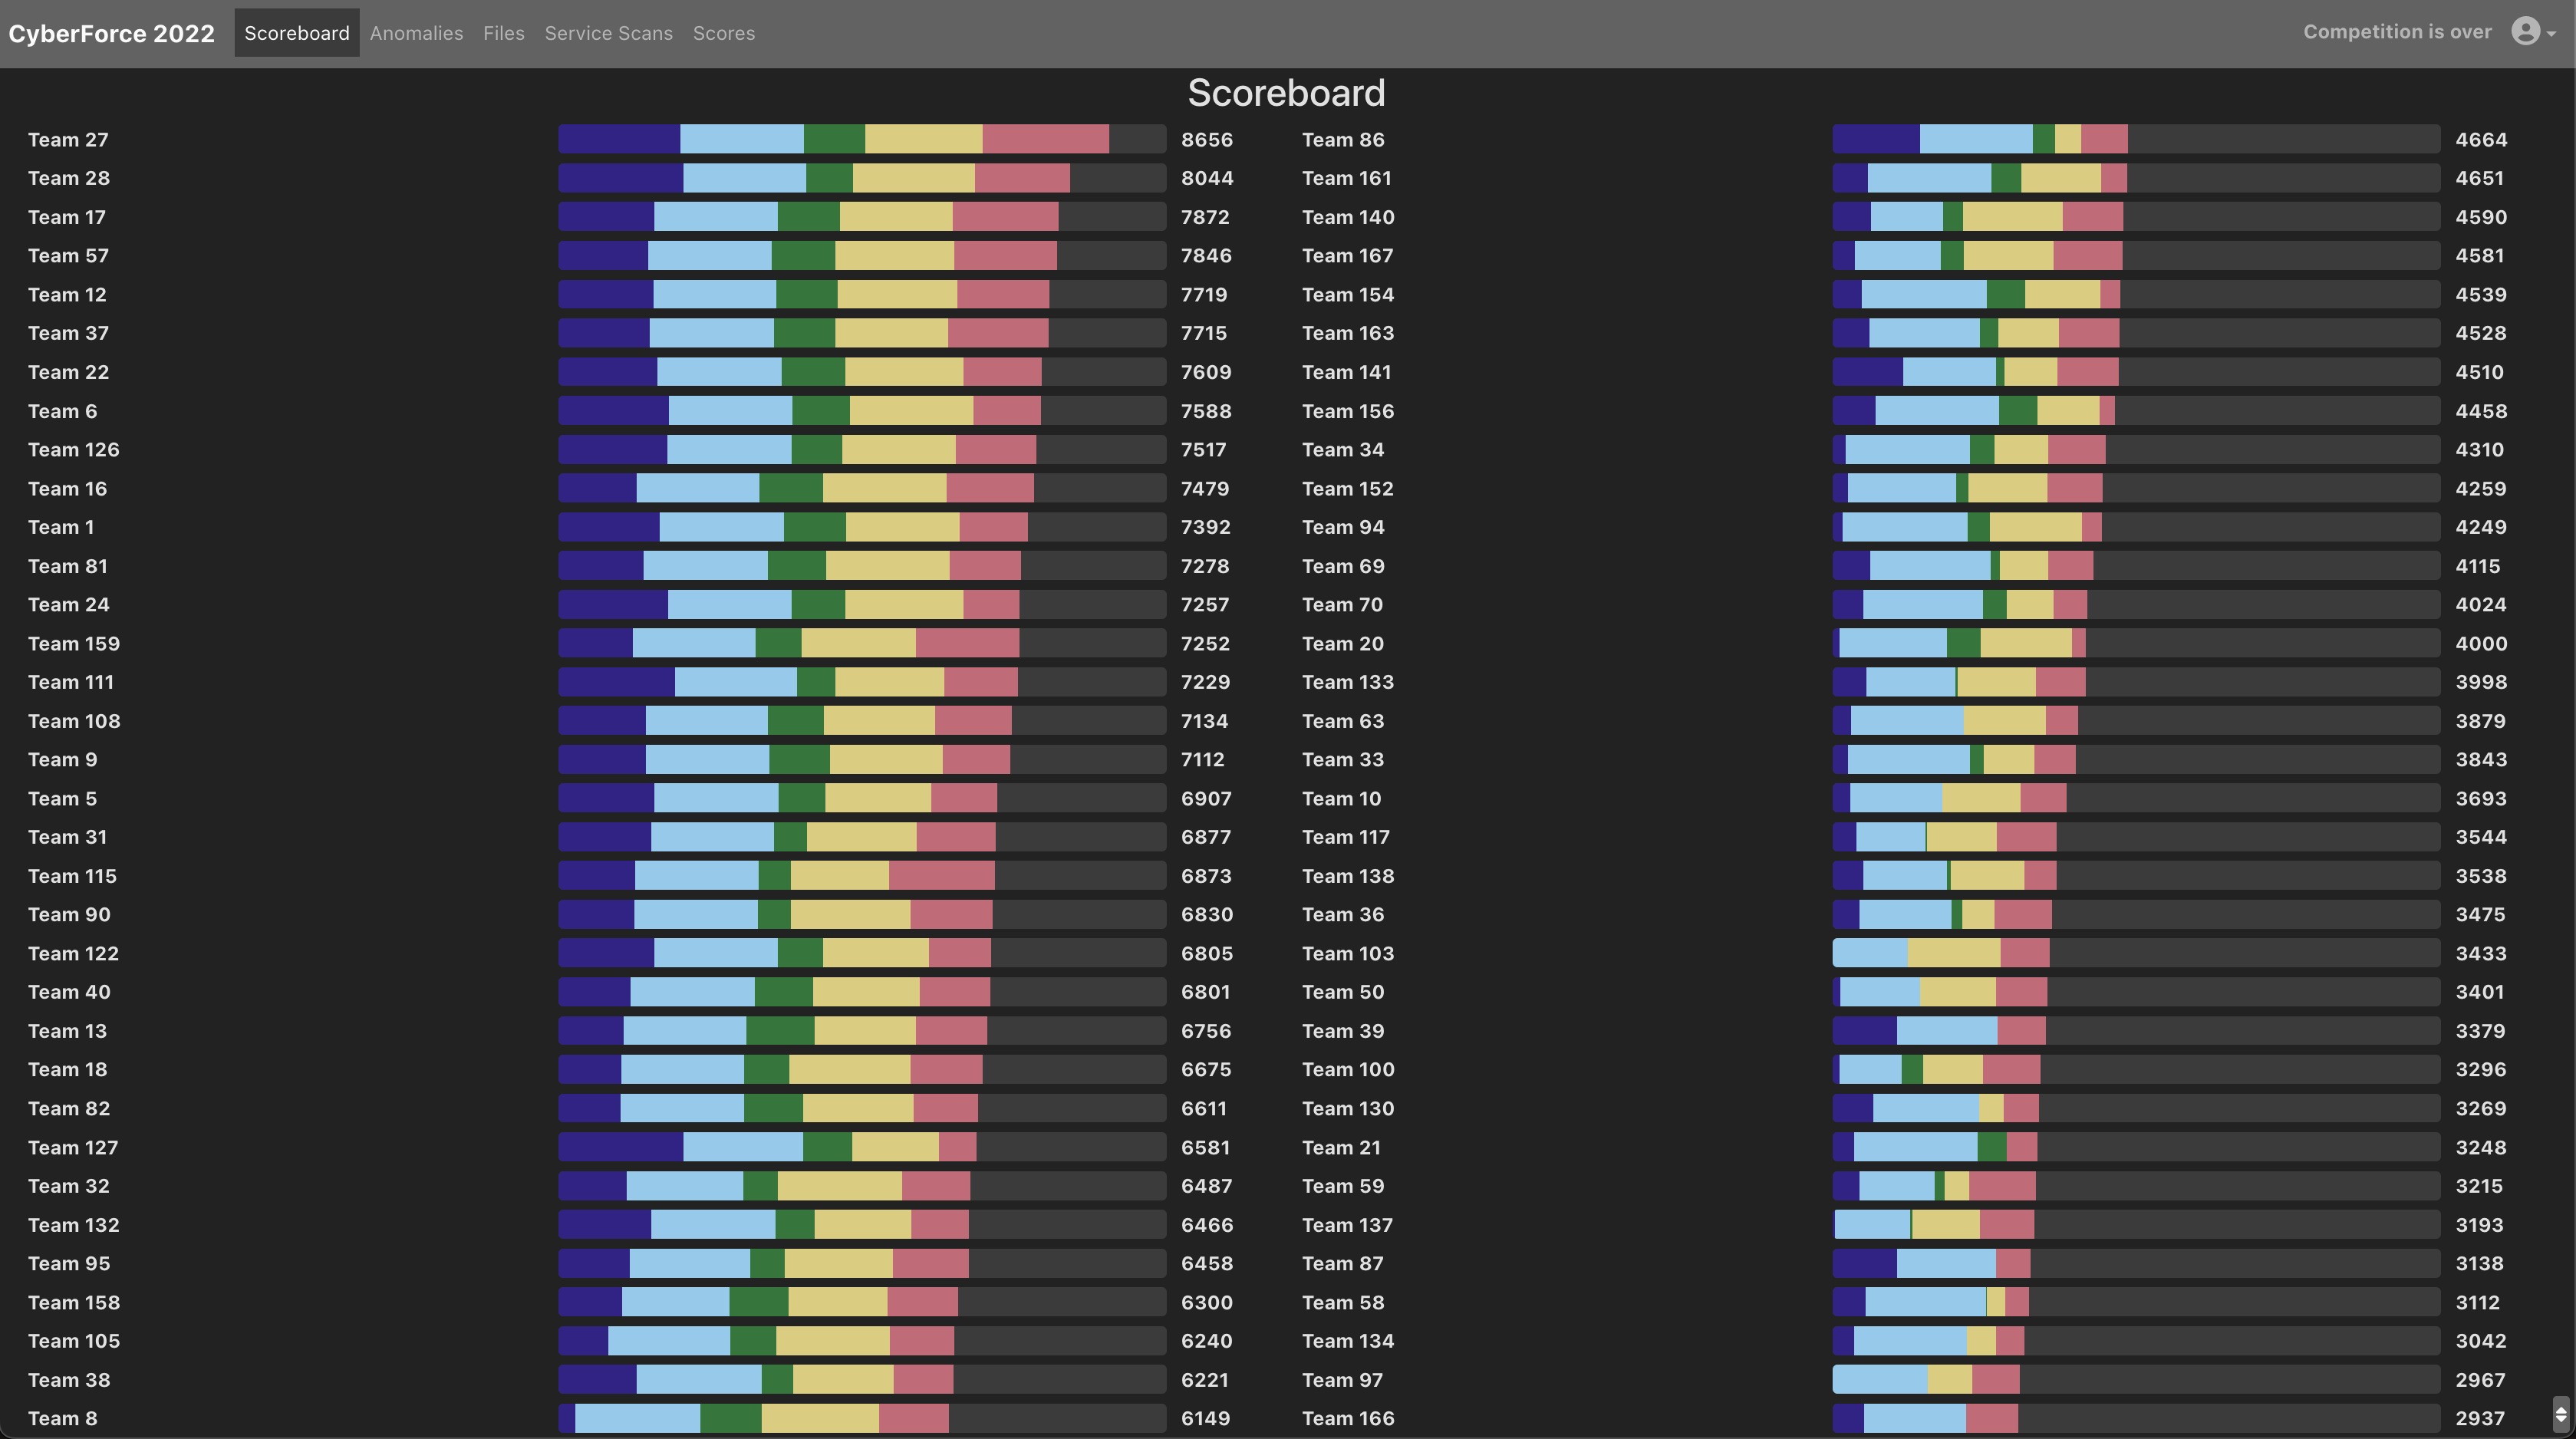 CyberForce 2022 Scoreboard Anomalies Files Service Scans Scores Competition is over
Scoreboard
Team 27 8656 Team 86 4664
Team 28 8044 Team 161 4651
Team 17 7872 Team 140 4590
Team 57 7846 Team 167 4581
Team 12 7719 Team 154 4539
Team 37 7715 Team 163 4528
Team 22 7609 Team 141 4510
Team 6 7588 Team 156 4458
Team 126 7517 Team 34 4310
Team 16 7479 Team 152 4259
Team 1 7392 Team 94 4249
Team 81 7278 Team 69 4115
Team 24 7257 Team 70 4024
Team 159 7252 Team 20 4000
Team 111 7229 Team 133 3998
Team 108 7134 Team 63 3879
Team 9 7112 Team 33 3843
Team 5 6907 Team 10 3693
Team 31 6877 Team 117 3544
Team 115 6873 Team 138 3538
Team 90 6830 Team 36 3475
Team 122 6805 Team 103 3433
Team 40 6801 Team 50 3401
Team 13 6756 Team 39 3379
Team 18 6675 Team 100 3296
Team 82 6611 Team 130 3269
Team 127 6581 Team 21 3248
Team 32 6487 Team 59 3215
Team 132 6466 Team 137 3193
Team 95 6458 Team 87 3138
Team 158 6300 Team 58 3112
Team 105 6240 Team 134 3042
Team 38 6221 Team 97 2967
Team 8 6149 Team 166 2937